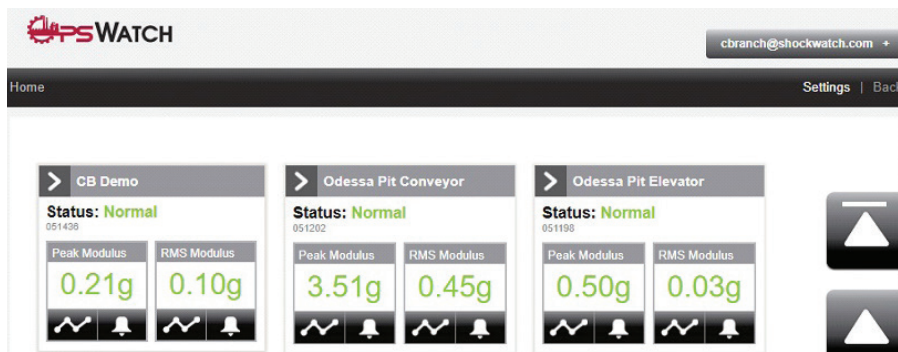 OPSWATCH
cbranch@shockwatch.com +
Home
Settings | Back
CB Demo
Status: Normal
051436
Peak Modulus
RMS Modulus
0.21g
0.10g
Odessa Pit Conveyor
Status: Normal
051202
Peak Modulus
RMS Modulus
3.51g
0.45g
Odessa Pit Elevator
Status: Normal
051198
Peak Modulus
RMS Modulus
0.50g
0.03g